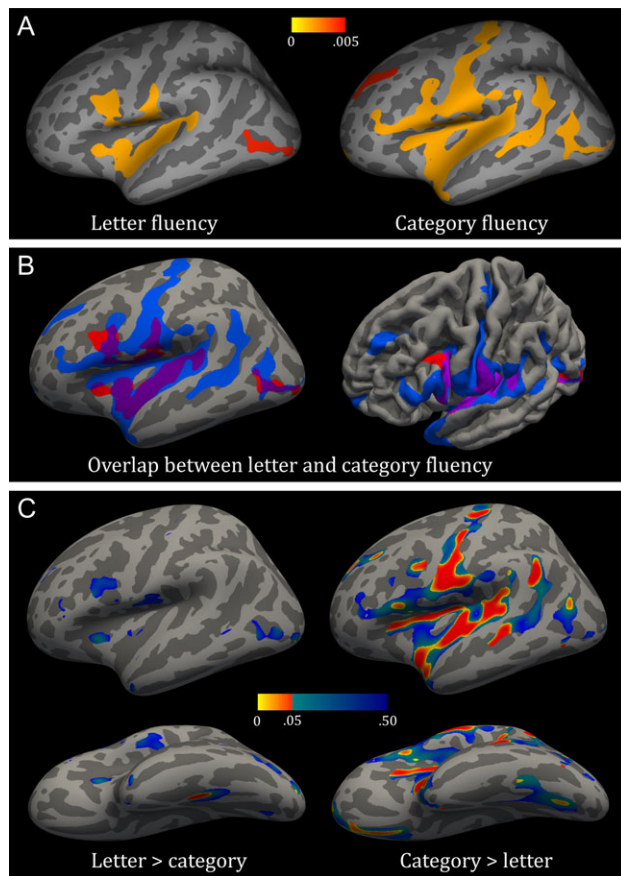 A
0 .005
Letter fluency Category fluency
B
Overlap between letter and category fluency
C
0 .05 .50
Letter > category Category > letter